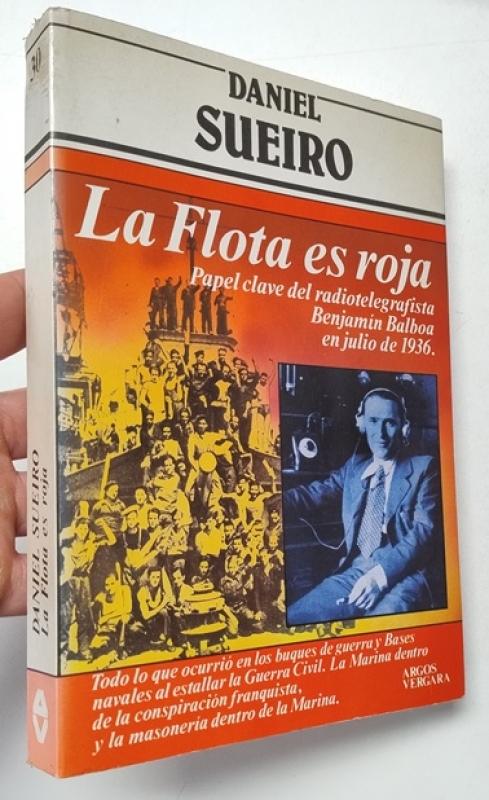 30
DANIEL SUEIRO
La Flota es roja
DANIEL
SUEIRO
La Flota es roja
Papel clave del radiotelegrafista
Benjamín Balboa
en julio de 1936.
Todo lo que ocurrió en los buques de guerra y Bases
navales al estallar la Guerra Civil. La Marina dentro
de la conspiración franquista,
y la masonería dentro de la Marina.
ARGOS
VERGARA